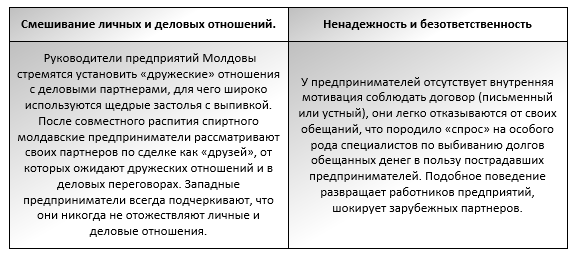 Смешивание личных и деловых отношений.
Руководители предприятий Молдовы
стремятся установить «дружеские» отношения
с деловыми партнерами, для чего широко
используются щедрые застолья с выпивкой.
После совместного распития спиртного
молдавские предприниматели рассматривают
своих партнеров по сделке как «друзей», от
которых ожидают дружеских отношений и в
деловых переговорах. Западные
предприниматели всегда подчеркивают, что
они никогда не отожествляют личные и
деловые отношения.
Ненадежность и безответственность
У предпринимателей отсутствует внутренняя
мотивация соблюдать договор (письменный
или устный), они легко отказываются от своих
обещаний, что породило «спрос» на особого
рода специалистов по выбиванию долгов
обещанных денег в пользу пострадавших
предпринимателей. Подобное поведение
развращает работников предприятий,
шокирует зарубежных партнеров.